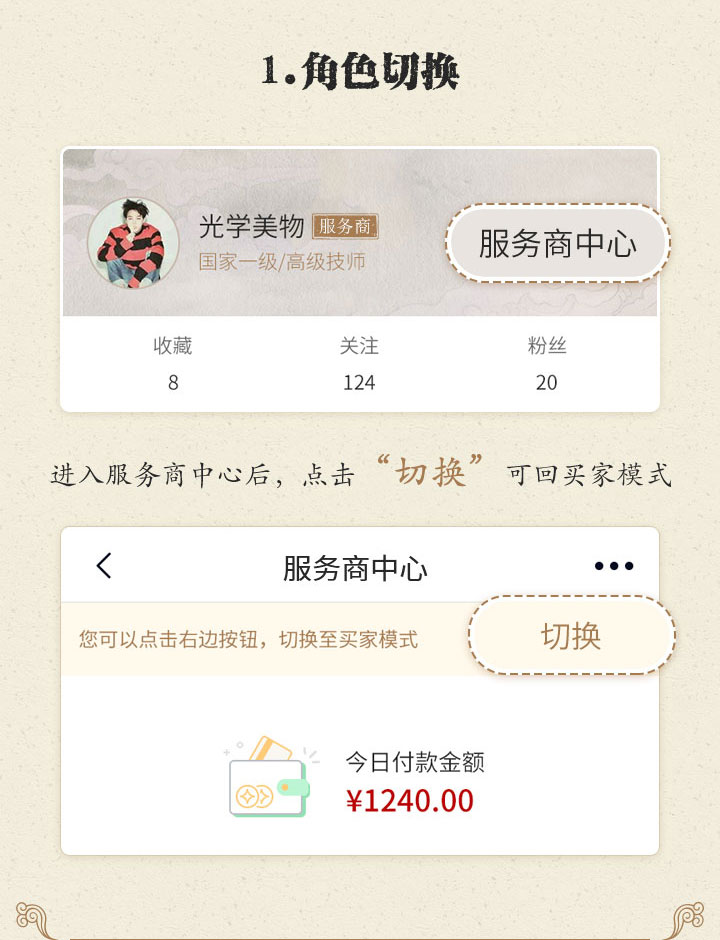 1.角色切换
光学美物 服务商 服务商中心
国家一级/高级技师
收藏 关注 粉丝
8 124 20
进入服务商中心后，点击“切换”可回买家模式
服务商中心
您可以点击右边按钮，切换至买家模式 切换
今日付款金额
¥1240.00